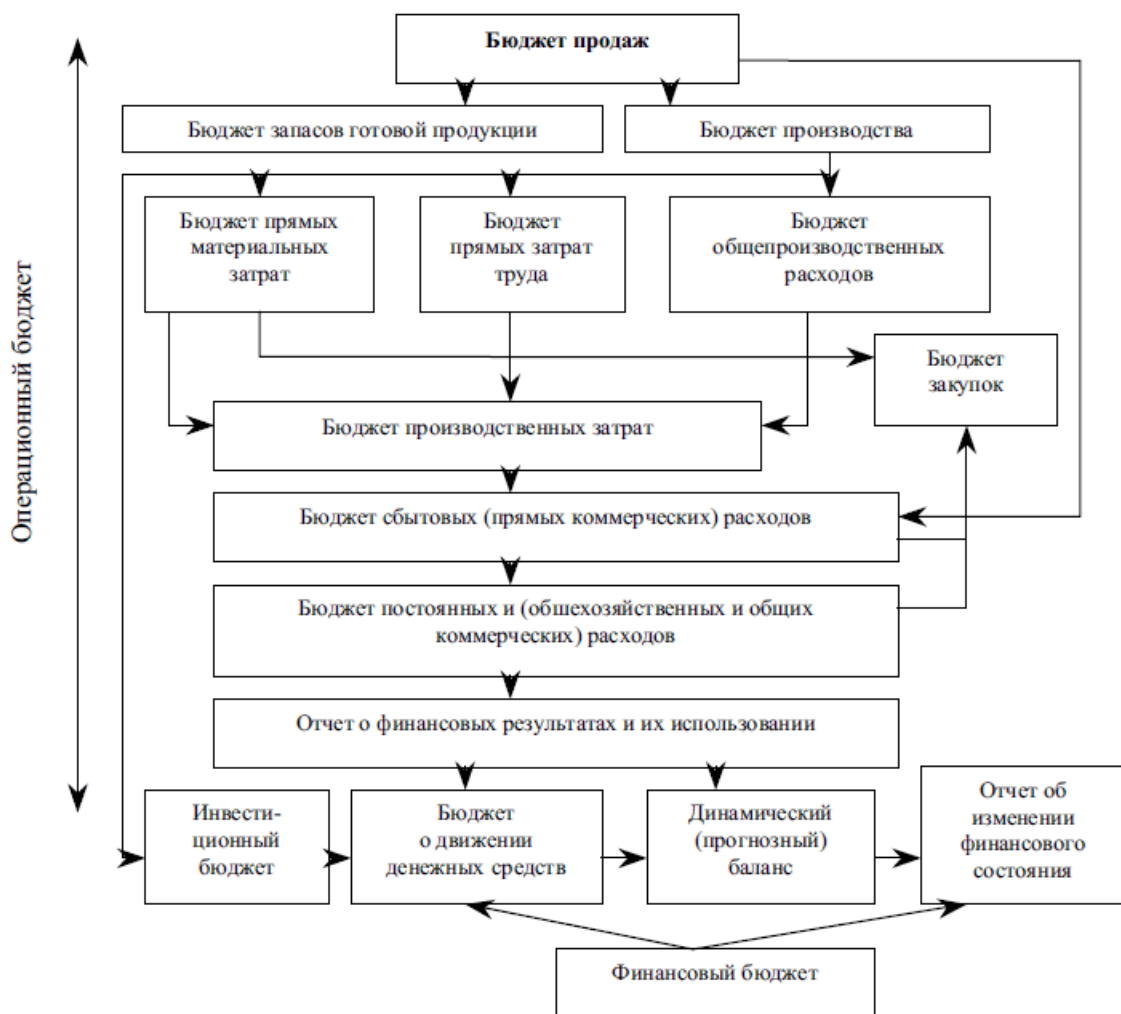 Бюджет продаж
Бюджет запасов готовой продукции
Бюджет производства
Бюджет прямых
материальных
затрат
Бюджет
прямых затрат
труда
Бюджет
общепроизводственных
расходов
Операционный бюджет
Бюджет
закупок
Бюджет производственных затрат
Бюджет сбытовых (прямых коммерческих) расходов
Бюджет постоянных и (обшехозяйственных и общих
коммерческих) расходов
Отчет о финансовых результатах и их использовании
Инвести-
ционный
бюджет
Бюджет
о движении
денежных средств
Динамический
(прогнозный)
баланс
Отчет об
изменении
финансового
состояния
Финансовый бюджет